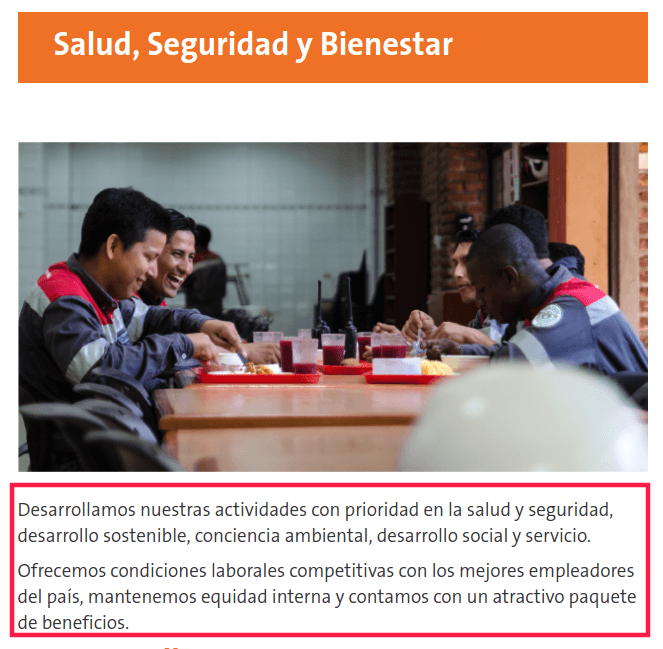 Salud, Seguridad y Bienestar
Desarrollamos nuestras actividades con prioridad en la salud y seguridad,
desarrollo sostenible, conciencia ambiental, desarrollo social y servicio.
Ofrecemos condiciones laborales competitivas con los mejores empleadores
del país, mantenemos equidad interna y contamos con un atractivo paquete
de beneficios.